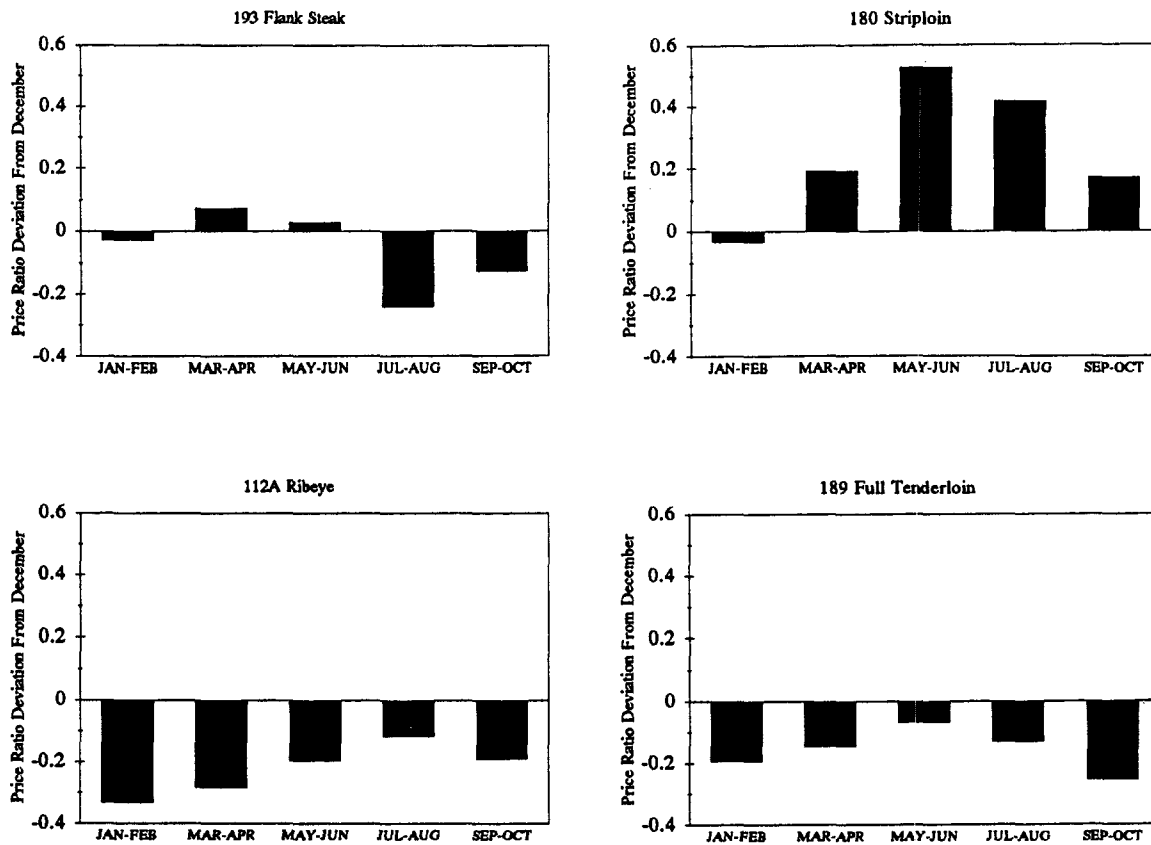 193 Flank Steak
Price Ratio Deviation From December
0.6
0.4
0.2
0
-0.2
-0.4
JAN-FEB MAR-APR MAY-JUN JUL-AUG SEP-OCT
180 Striploin
Price Ratio Deviation From December
0.6
0.4
0.2
0
-0.2
-0.4
JAN-FEB MAR-APR MAY-JUN JUL-AUG SEP-OCT
112A Ribeye
Price Ratio Deviation From December
0.6
0.4
0.2
0
-0.2
-0.4
JAN-FEB MAR-APR MAY-JUN JUL-AUG SEP-OCT
189 Full Tenderloin
Price Ratio Deviation From December
0.6
0.4
0.2
0
-0.2
-0.4
JAN-FEB MAR-APR MAY-JUN JUL-AUG SEP-OCT